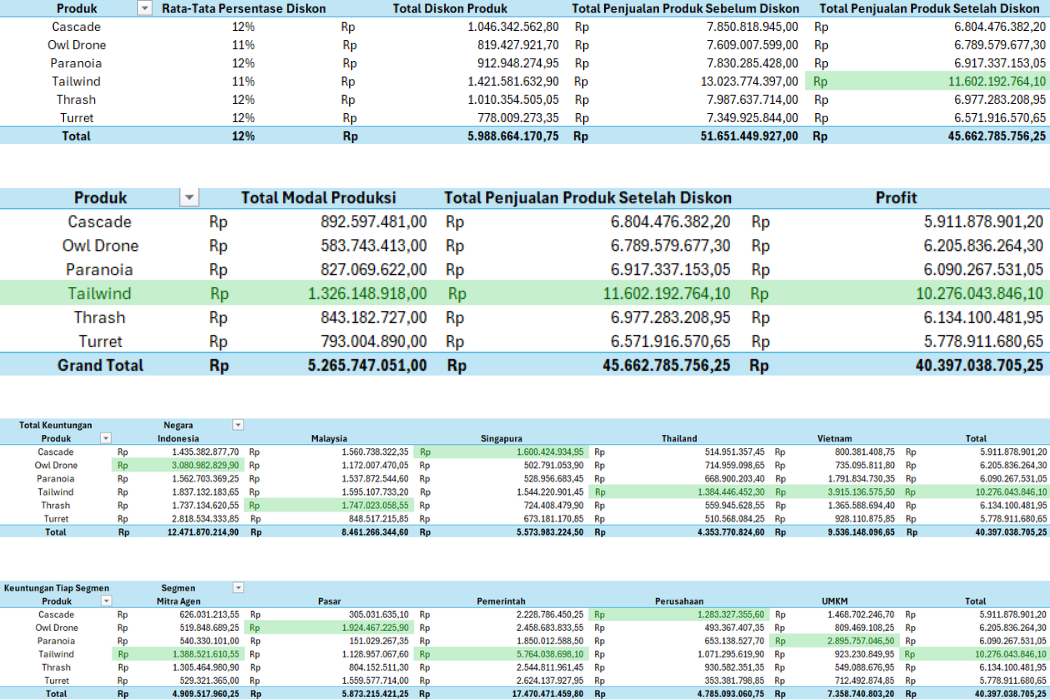 Produk Rata-Tata Persentase Diskon Total Diskon Produk Total Penjualan Produk Sebelum Diskon Total Penjualan Produk Setelah Diskon
Cascade 12% Rp 1.046.342.562,80 Rp 7.850.818.945,00 Rp 6.804.476.382,20
Owl Drone 11% Rp 819.427.921,70 Rp 7.609.007.599,00 Rp 6.789.579.677,30
Paranoia 12% Rp 912.948.274,95 Rp 7.830.285.428,00 Rp 6.917.337.153,05
Tailwind 11% Rp 1.421.581.632,90 Rp 13.023.774.397,00 Rp 11.602.192.764,10
Thrash 12% Rp 1.010.354.505,05 Rp 7.987.637.714,00 Rp 6.977.283.208,95
Turret 12% Rp 778.009.273,35 Rp 7.349.925.844,00 Rp 6.571.916.570,65
Total 12% Rp 5.988.664.170,75 Rp 51.651.449.927,00 Rp 45.662.785.756,25
Produk Total Modal Produksi Total Penjualan Produk Setelah Diskon Profit
Cascade Rp 892.597.481,00 Rp 6.804.476.382,20 Rp 5.911.878.901,20
Owl Drone Rp 583.743.413,00 Rp 6.789.579.677,30 Rp 6.205.836.264,30
Paranoia Rp 827.069.622,00 Rp 6.917.337.153,05 Rp 6.090.267.531,05
Tailwind Rp 1.326.148.918,00 Rp 11.602.192.764,10 Rp 10.276.043.846,10
Thrash Rp 843.182.727,00 Rp 6.977.283.208,95 Rp 6.134.100.481,95
Turret Rp 793.004.890,00 Rp 6.571.916.570,65 Rp 5.778.911.680,65
Grand Total Rp 5.265.747.051,00 Rp 45.662.785.756,25 Rp 40.397.038.705,25
Total Keuntungan Negara
Produk Indonesia Malaysia Singapura Thailand Vietnam Total
Cascade Rp 1.435.382.877,70 Rp 1.560.738.322,35 Rp 1.600.424.934,95 Rp 514.951.357,45 Rp 800.381.408,75 Rp 5.911.878.901,20
Owl Drone Rp 3.080.982.829,90 Rp 1.172.007.470,05 Rp 502.791.053,90 Rp 714.959.098,65 Rp 735.095.811,80 Rp 6.205.836.264,30
Paranoia Rp 1.562.703.369,25 Rp 1.537.872.544,60 Rp 528.956.683,45 Rp 668.900.203,40 Rp 1.791.834.730,35 Rp 6.090.267.531,05
Tailwind Rp 1.837.132.183,65 Rp 1.595.107.733,20 Rp 1.544.220.901,45 Rp 1.384.446.452,30 Rp 3.915.136.575,50 Rp 10.276.043.846,10
Thrash Rp 1.737.134.620,55 Rp 1.747.023.058,55 Rp 724.408.479,90 Rp 559.945.628,55 Rp 1.365.588.694,40 Rp 6.134.100.481,95
Turret Rp 2.818.534.333,85 Rp 848.517.215,85 Rp 673.181.170,85 Rp 510.568.084,25 Rp 928.110.875,85 Rp 5.778.911.680,65
Total Rp 12.471.870.214,90 Rp 8.461.266.344,60 Rp 5.573.983.224,50 Rp 4.353.770.824,60 Rp 9.536.148.096,65 Rp 40.397.038.705,25
Keuntungan Tiap Segmen Segmen
Produk Mitra Agen Pasar Pemerintah Perusahaan UMKM Total
Cascade Rp 626.031.213,55 Rp 305.031.635,10 Rp 2.228.786.450,25 Rp 1.283.327.355,60 Rp 1.468.702.246,70 Rp 5.911.878.901,20
Owl Drone Rp 519.848.689,25 Rp 1.924.467.225,90 Rp 2.458.683.833,55 Rp 493.367.407,35 Rp 809.469.108,25 Rp 6.205.836.264,30
Paranoia Rp 540.330.101,00 Rp 151.029.267,35 Rp 1.850.012.588,50 Rp 653.138.527,70 Rp 2.895.757.046,50 Rp 6.090.267.531,05
Tailwind Rp 1.388.521.610,55 Rp 1.128.957.067,60 Rp 5.764.038.698,10 Rp 1.071.295.619,90 Rp 923.230.849,95 Rp 10.276.043.846,10
Thrash Rp 1.305.464.980,90 Rp 804.152.511,30 Rp 2.544.811.961,45 Rp 930.582.351,35 Rp 549.088.676,95 Rp 6.134.100.481,95
Turret Rp 529.321.365,00 Rp 1.559.577.714,00 Rp 2.624.137.927,95 Rp 353.381.798,85 Rp 712.492.874,85 Rp 5.778.911.680,65
Total Rp 4.909.517.960,25 Rp 5.873.215.421,25 Rp 17.470.471.459,80 Rp 4.785.093.060,75 Rp 7.358.740.803,20 Rp 40.397.038.705,25